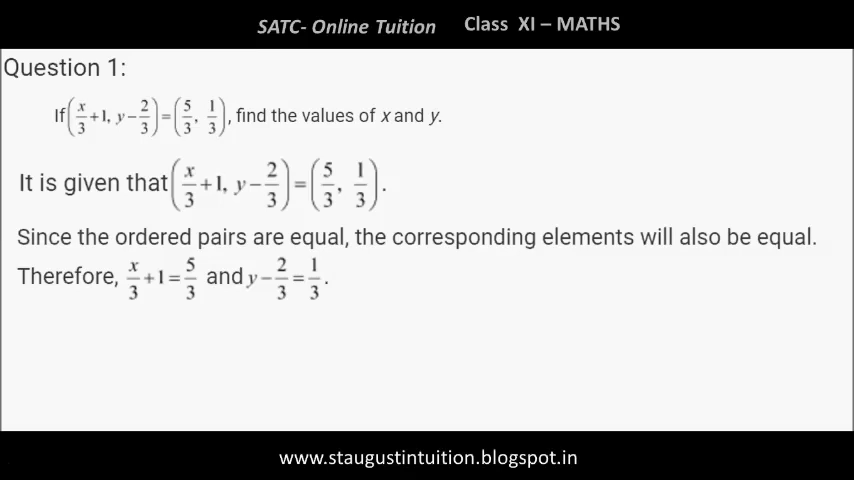 SATC- Online Tuition Class XI – MATHS
Question 1:
If (x/3 +1, y − 2/3) = (5/3, 1/3), find the values of x and y.
It is given that (x/3 +1, y − 2/3) = (5/3, 1/3).
Since the ordered pairs are equal, the corresponding elements will also be equal.
Therefore, x/3 +1 = 5/3 and y − 2/3 = 1/3.
www.staugustintuition.blogspot.in